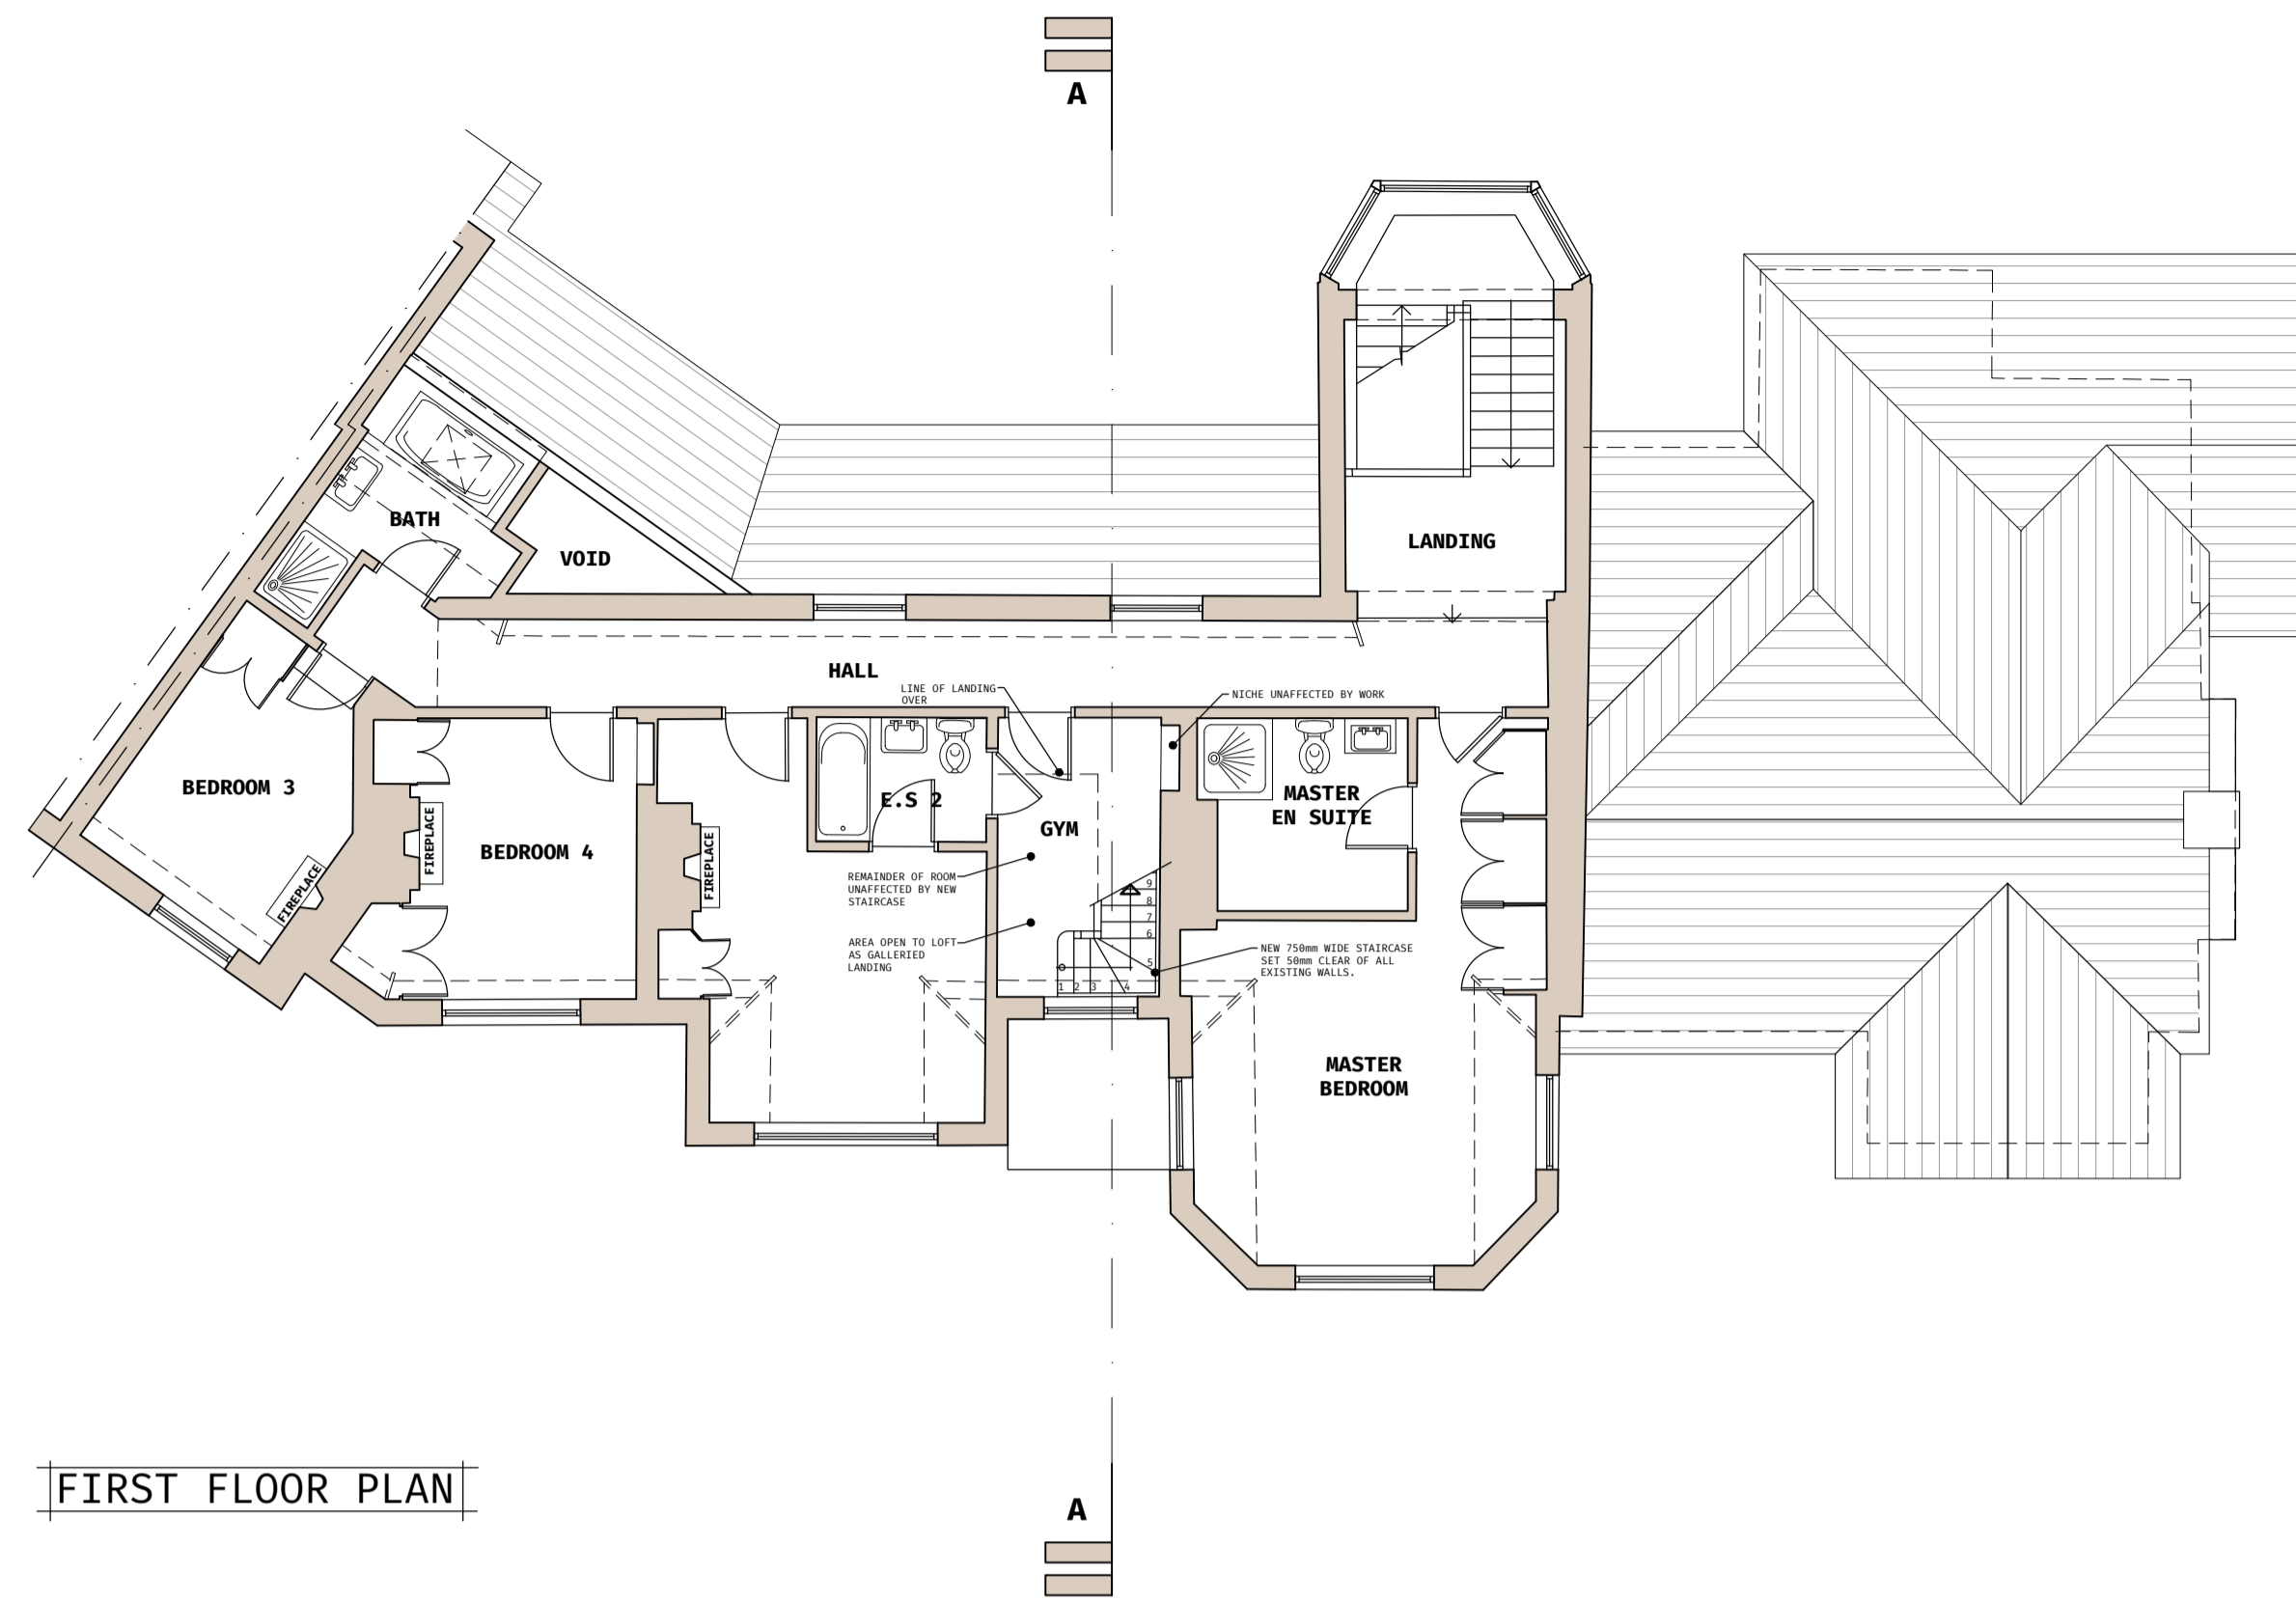 A
BATH
VOID
LANDING
HALL
LINE OF LANDING
OVER
NICHE UNAFFECTED BY WORK
BEDROOM 3
FIREPLACE
FIREPLACE
BEDROOM 4
FIREPLACE
E.S 2
GYM
MASTER
EN SUITE
REMAINDER OF ROOM
UNAFFECTED BY NEW
STAIRCASE
AREA OPEN TO LOFT
AS GALLERIED
LANDING
9
8
7
6
5
1 2 3 4
NEW 750mm WIDE STAIRCASE
SET 50mm CLEAR OF ALL
EXISTING WALLS.
MASTER
BEDROOM
FIRST FLOOR PLAN
A